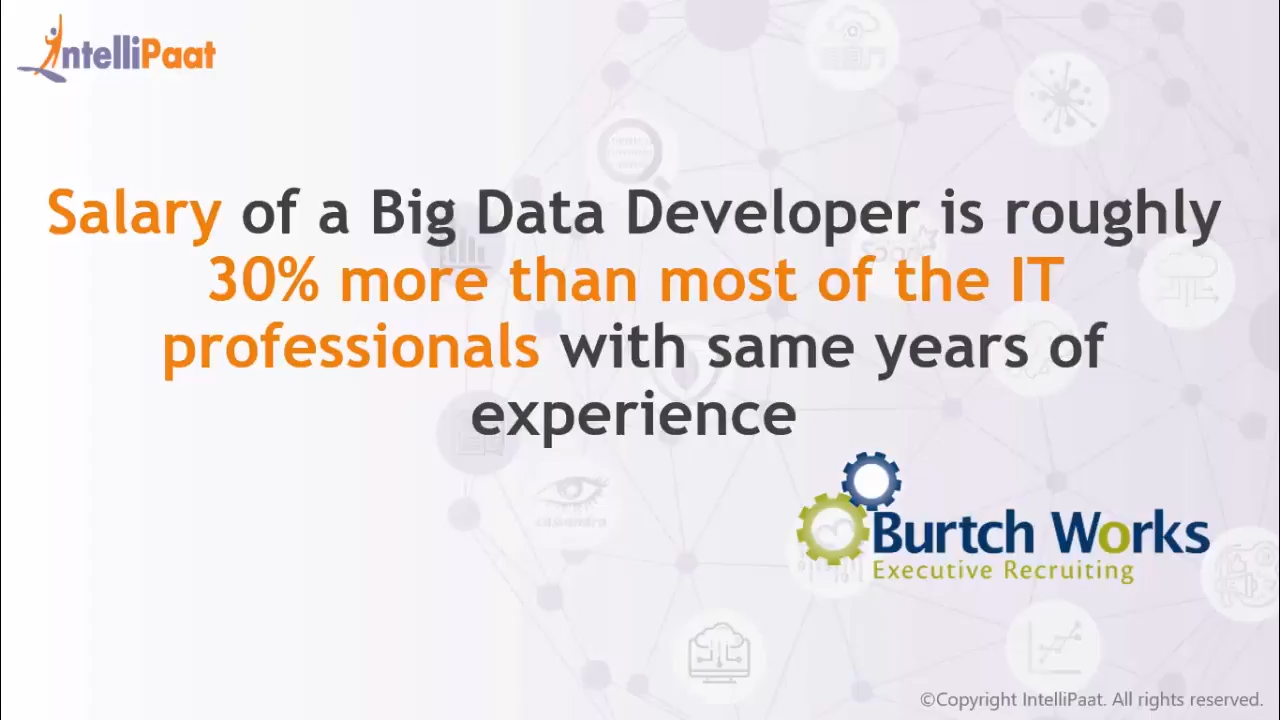 IntelliPaat
Salary of a Big Data Developer is roughly
30% more than most of the IT
professionals with same years of
experience
Burtch Works
Executive Recruiting
©Copyright IntelliPaat. All rights reserved.